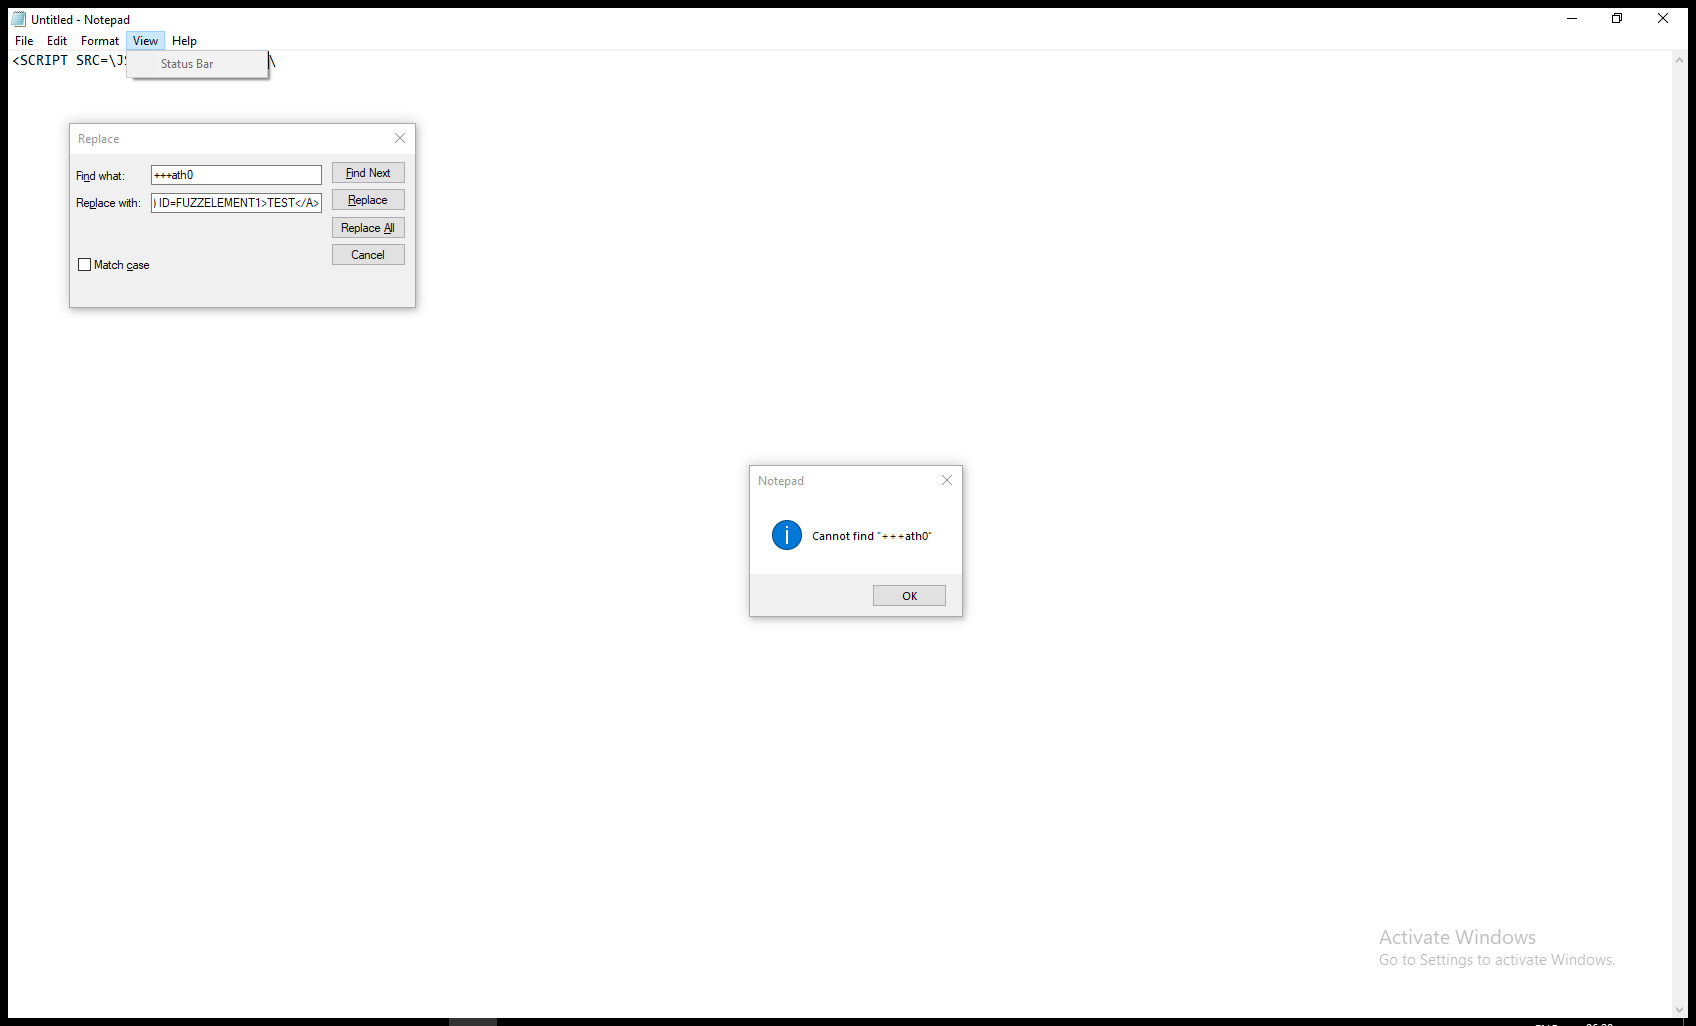 Untitled - Notepad
File Edit Format View Help
<SCRIPT SRC=\JS \
Status Bar
Replace
Find what: +++ath0 Find Next
Replace with: ) ID=FUZZELEMENT1>TEST</A> Replace
Replace All
Cancel
Match case
Notepad
Cannot find "+++ath0"
OK
Activate Windows
Go to Settings to activate Windows.